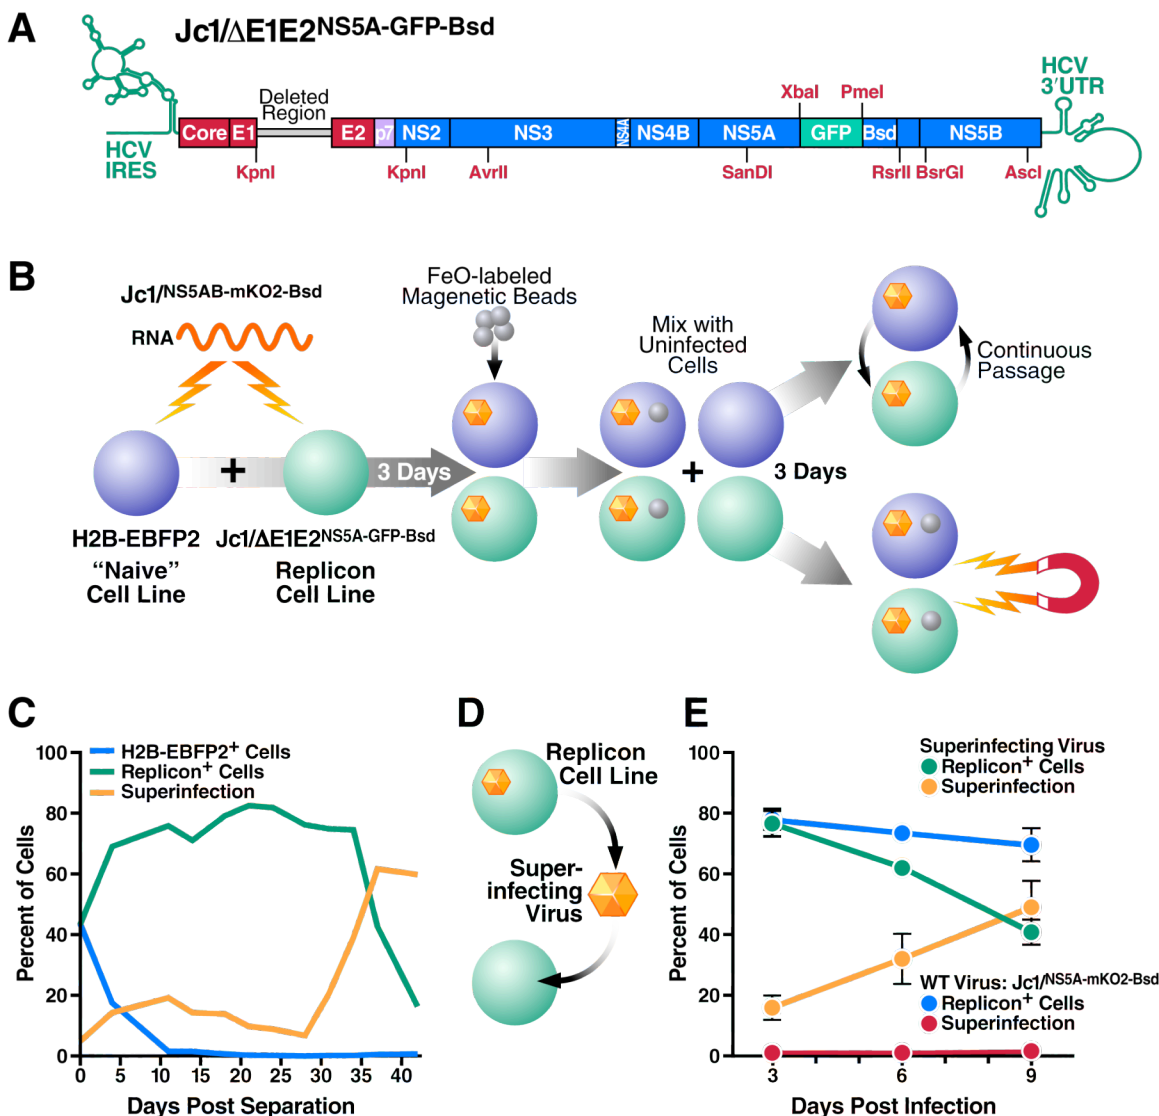 A
Jc1/ΔE1E2NS5A-GFP-Bsd
HCV
3′UTR
XbaI
PmeI
Deleted
Region
Core
E1
E2
p7
NS2
NS3
NS4A
NS4B
NS5A
GFP
Bsd
NS5B
HCV
IRES
KpnI
KpnI
AvrII
SanDI
RsrII
BsrGI
AscI
B
Jc1/NS5AB-mKO2-Bsd
RNA
FeO-labeled
Magenetic Beads
Mix with
Uninfected
Cells
Continuous
Passage
+
3 Days
+
3 Days
H2B-EBFP2
“Naive”
Cell Line
Jc1/ΔE1E2NS5A-GFP-Bsd
Replicon
Cell Line
C
H2B-EBFP2+ Cells
Replicon+ Cells
Superinfection
Percent of Cells
100
80
60
40
20
0
0 5 10 15 20 25 30 35 40
Days Post Separation
D
Replicon
Cell Line
Super-
infecting
Virus
E
Superinfecting Virus
Replicon+ Cells
Superinfection
WT Virus: Jc1/NS5A-mKO2-Bsd
Replicon+ Cells
Superinfection
Percent of Cells
100
80
60
40
20
0
3 6 9
Days Post Infection